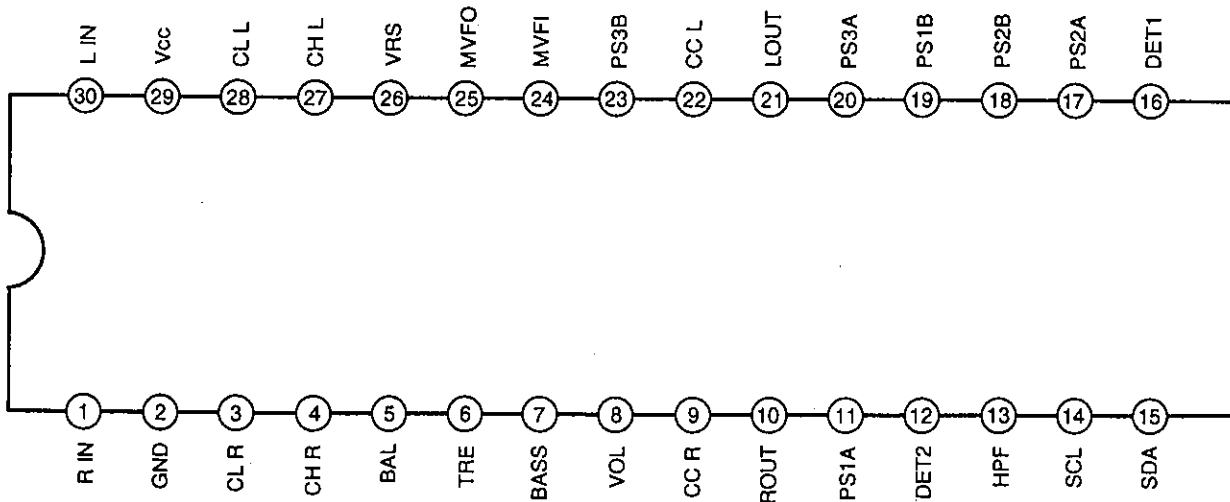 L IN
Vcc
CL L
CH L
VRS
MVFO
MVFI
PS3B
CC L
LOUT
PS3A
PS1B
PS2B
PS2A
DET1
30
29
28
27
26
25
24
23
22
21
20
19
18
17
16
1
2
3
4
5
6
7
8
9
10
11
12
13
14
15
R IN
GND
CL R
CH R
BAL
TRE
BASS
VOL
CC R
ROUT
PS1A
DET2
HPF
SCL
SDA